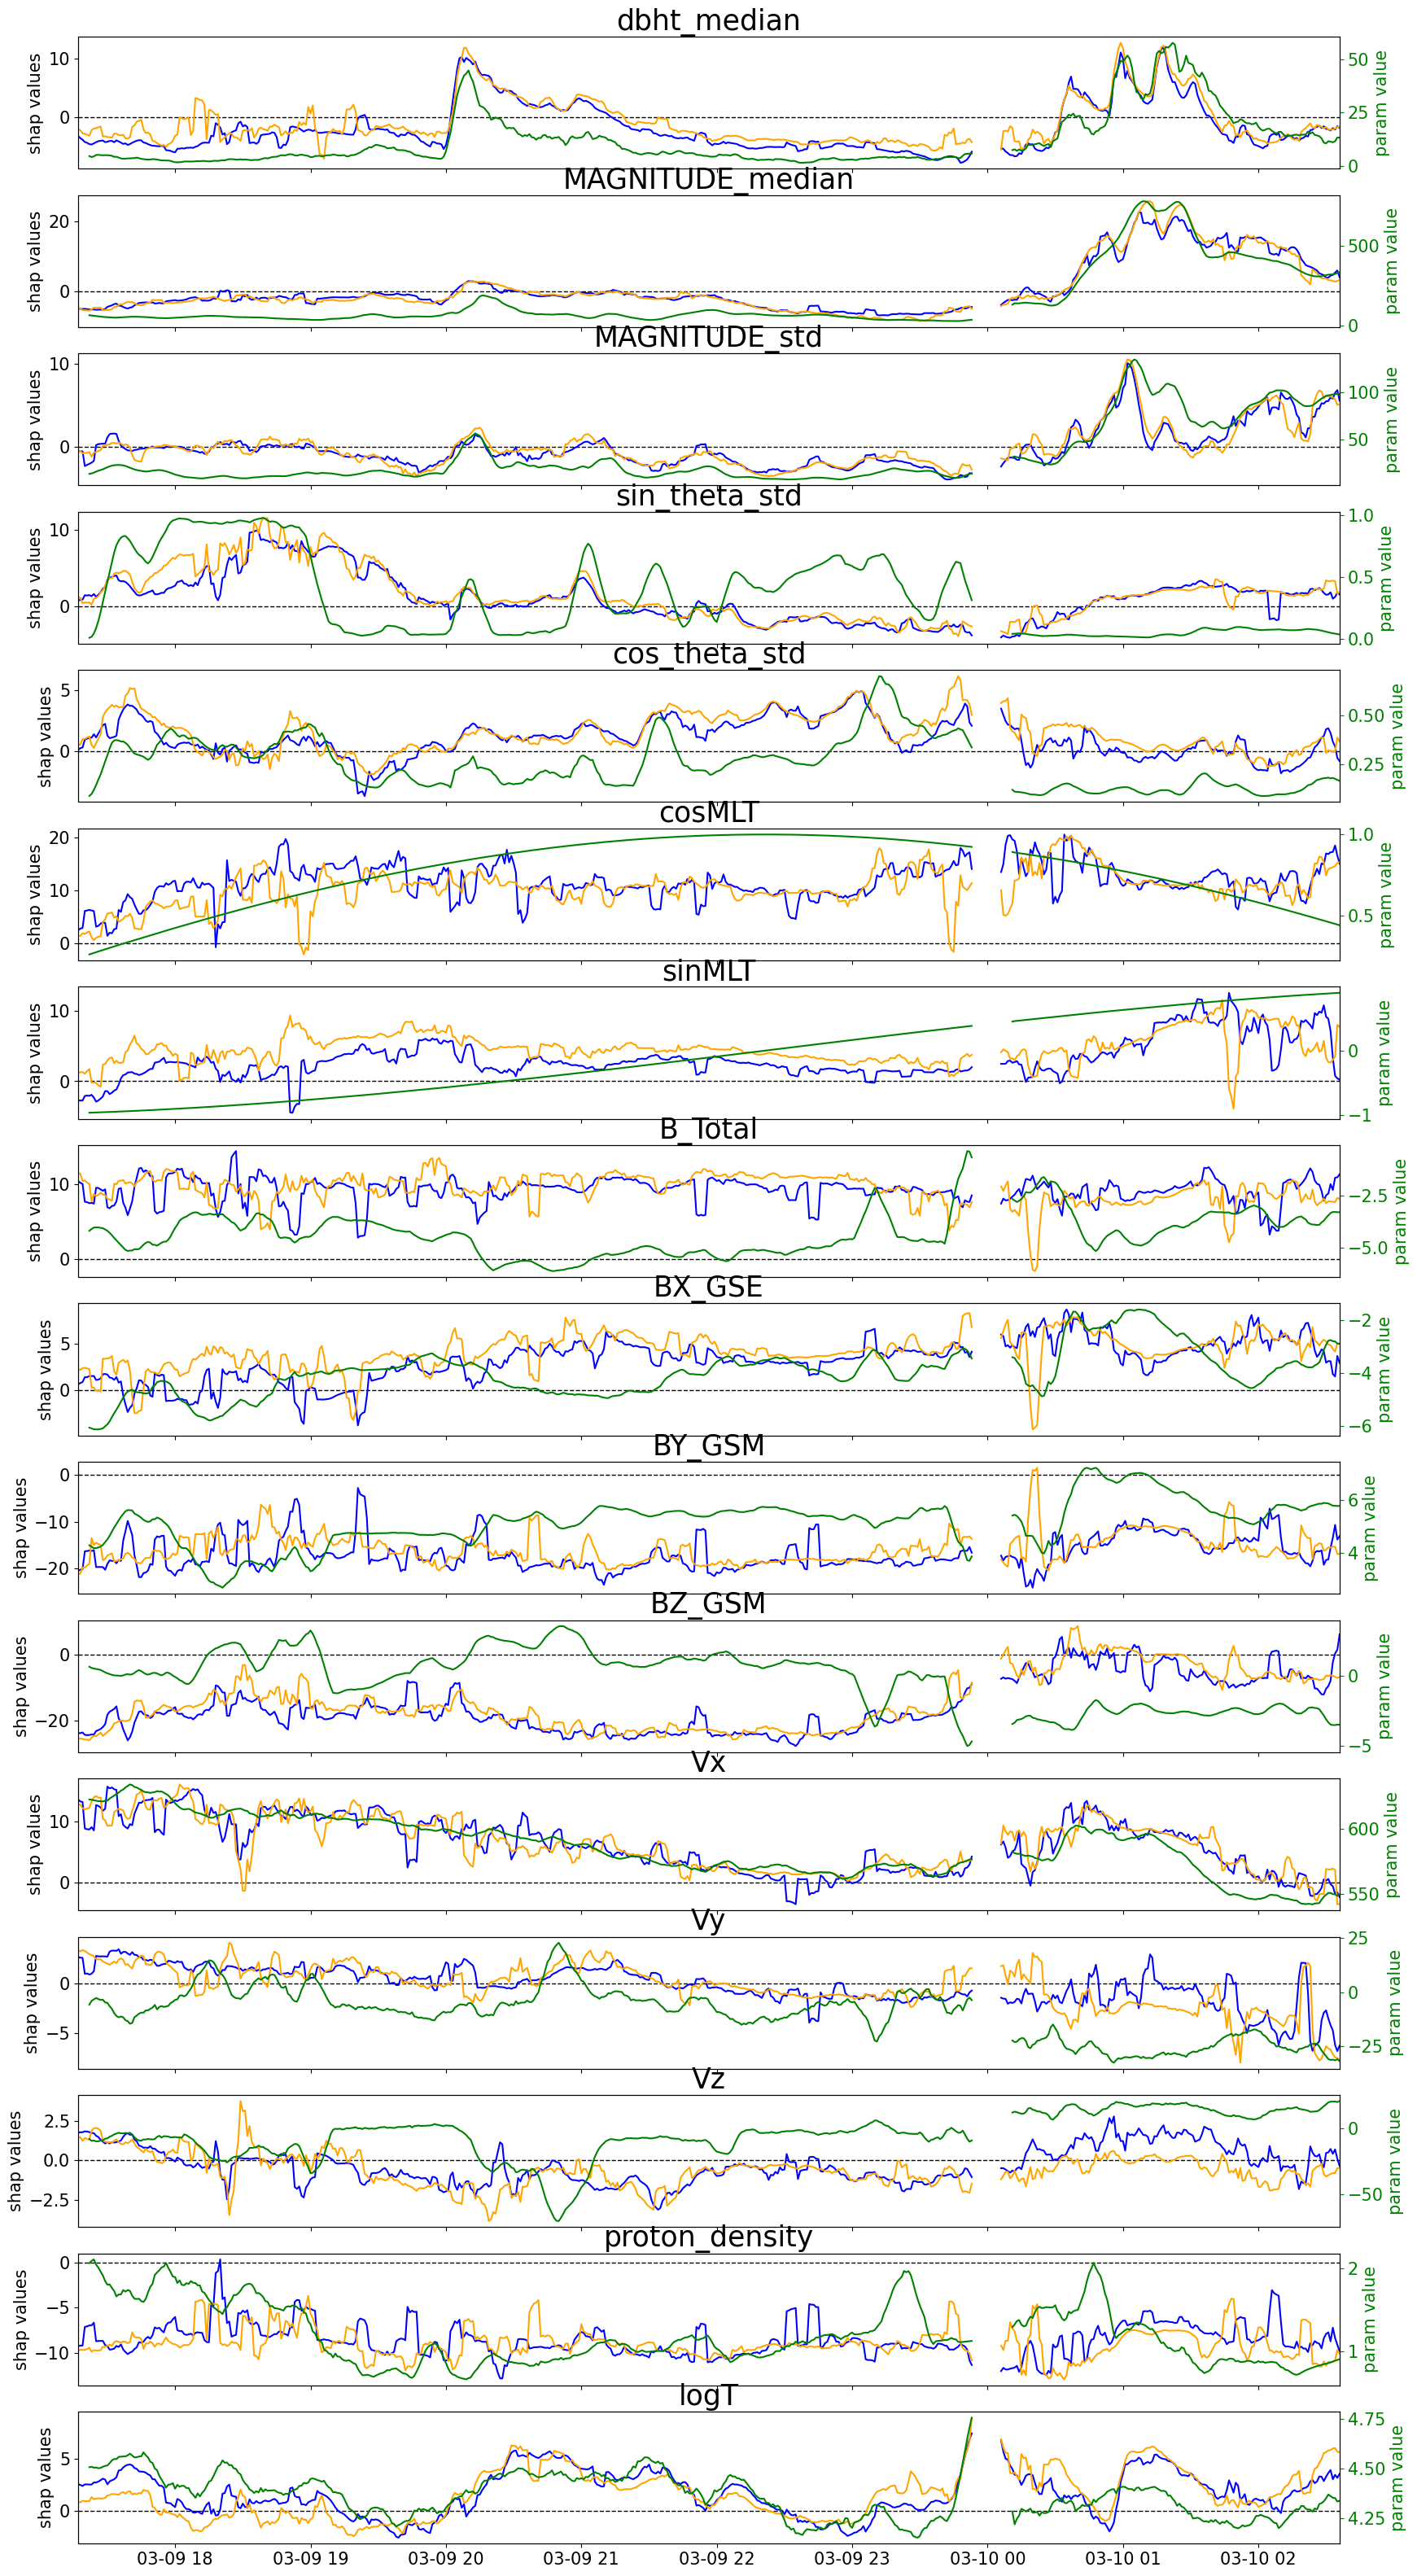 dbht_median
10
0
shap values
50
25
0
param value
MAGNITUDE_median
20
0
shap values
500
0
param value
MAGNITUDE_std
10
0
shap values
100
50
param value
sin_theta_std
10
0
shap values
1.0
0.5
0.0
param value
cos_theta_std
5
0
shap values
0.50
0.25
param value
cosMLT
20
10
0
shap values
1.0
0.5
param value
sinMLT
10
0
shap values
0
−1
param value
B_Total
10
0
shap values
−2.5
−5.0
param value
BX_GSE
5
0
shap values
−2
−4
−6
param value
BY_GSM
0
−10
−20
shap values
6
4
param value
BZ_GSM
0
−20
shap values
0
−5
param value
Vx
10
0
shap values
600
550
param value
Vy
0
−5
shap values
25
0
−25
param value
Vz
2.5
0.0
−2.5
shap values
0
−50
param value
proton_density
0
−5
−10
shap values
2
1
param value
logT
5
0
shap values
4.75
4.50
4.25
param value
03-09 18 03-09 19 03-09 20 03-09 21 03-09 22 03-09 23 03-10 00 03-10 01 03-10 02